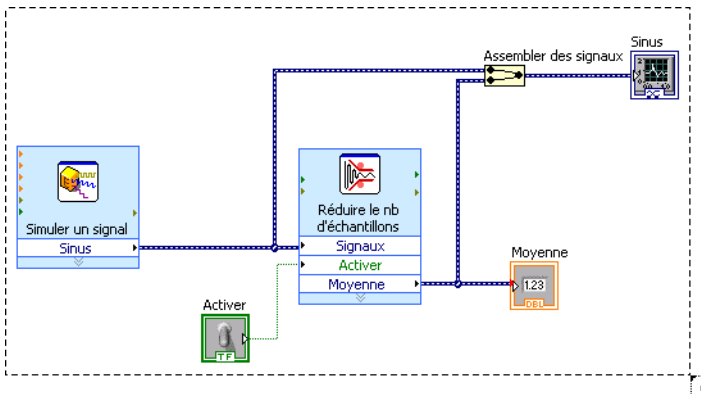 Sinus
Assembler des signaux
Simuler un signal
Sinus
Réduire le nb
d'échantillons
Signaux
Activer
Moyenne
Moyenne
1.23
DBL
Activer
TF